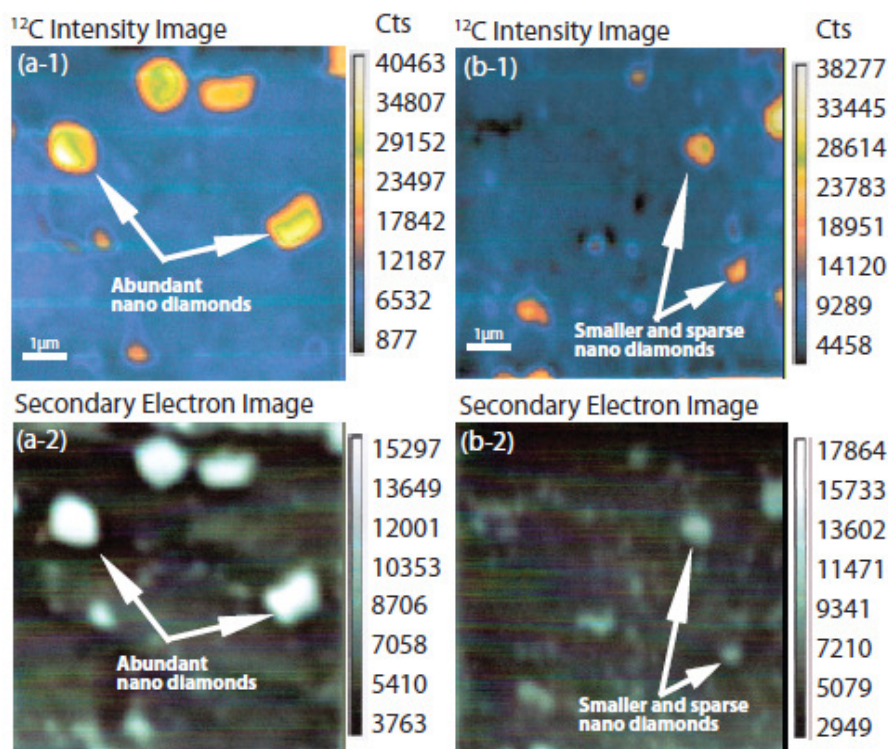 ¹²C Intensity Image
Cts
(a-1)
40463
34807
29152
23497
17842
12187
6532
877
Abundant
nano diamonds
1μm
¹²C Intensity Image
Cts
(b-1)
38277
33445
28614
23783
18951
14120
9289
4458
Smaller and sparse
nano diamonds
1μm
Secondary Electron Image
(a-2)
15297
13649
12001
10353
8706
7058
5410
3763
Abundant
nano diamonds
Secondary Electron Image
(b-2)
17864
15733
13602
11471
9341
7210
5079
2949
Smaller and sparse
nano diamonds